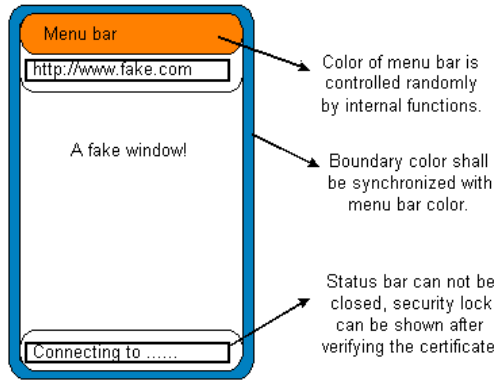 Menu bar
http://www.fake.com
A fake window!
Connecting to ......
Color of menu bar is
controlled randomly
by internal functions.
Boundary color shall
be synchronized with
menu bar color.
Status bar can not be
closed, security lock
can be shown after
verifying the certificate